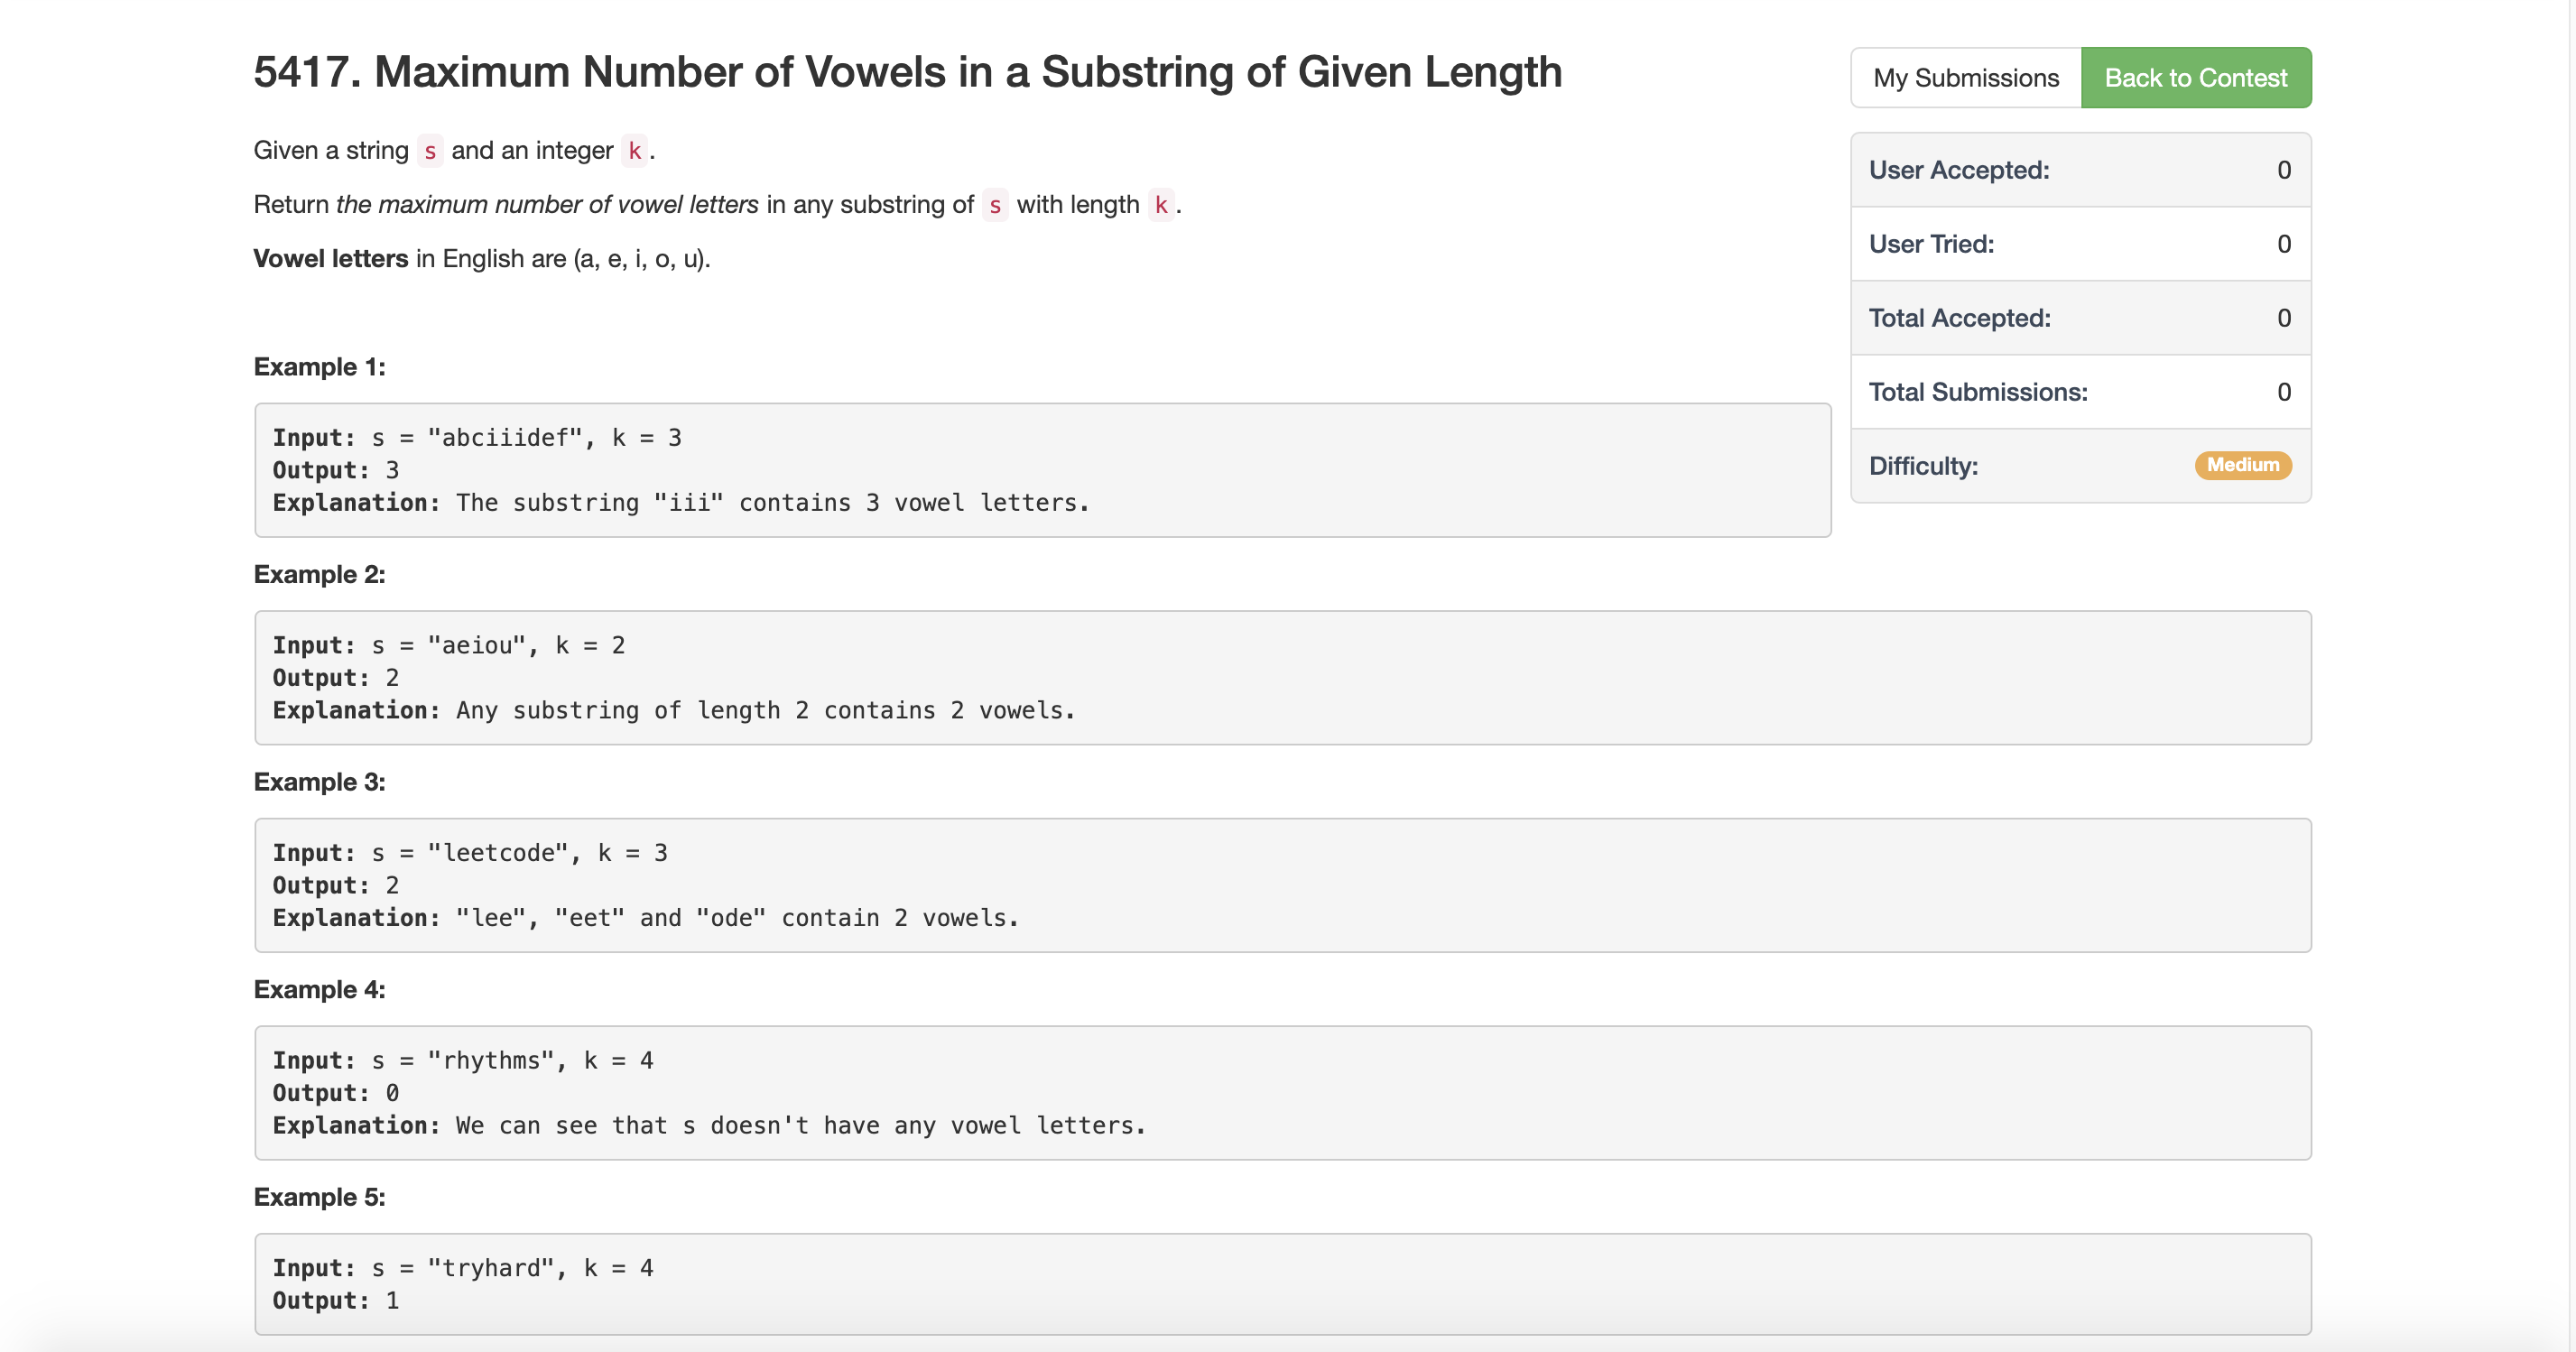 5417. Maximum Number of Vowels in a Substring of Given Length
My Submissions
Back to Contest
Given a string s and an integer k.
Return the maximum number of vowel letters in any substring of s with length k.
Vowel letters in English are (a, e, i, o, u).
User Accepted: 0
User Tried: 0
Total Accepted: 0
Total Submissions: 0
Difficulty: Medium
Example 1:
Input: s = "abciiidef", k = 3
Output: 3
Explanation: The substring "iii" contains 3 vowel letters.
Example 2:
Input: s = "aeiou", k = 2
Output: 2
Explanation: Any substring of length 2 contains 2 vowels.
Example 3:
Input: s = "leetcode", k = 3
Output: 2
Explanation: "lee", "eet" and "ode" contain 2 vowels.
Example 4:
Input: s = "rhythms", k = 4
Output: 0
Explanation: We can see that s doesn't have any vowel letters.
Example 5:
Input: s = "tryhard", k = 4
Output: 1